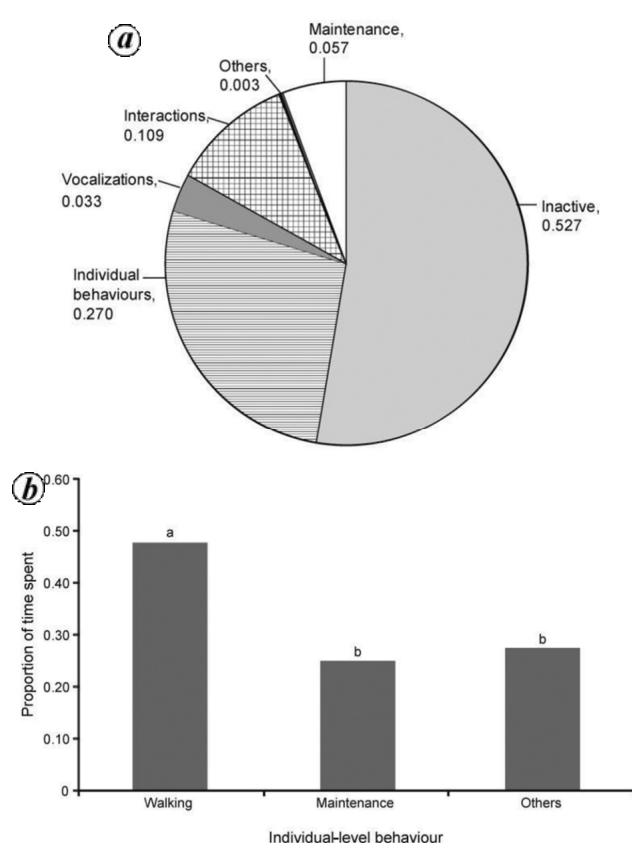 a
Maintenance,
0.057
Others,
0.003
Interactions,
0.109
Vocalizations,
0.033
Inactive,
0.527
Individual
behaviours,
0.270
b
0.60
0.50
0.40
0.30
0.20
0.10
0
Proportion of time spent
a
b
b
Walking
Maintenance
Others
Individual-level behaviour